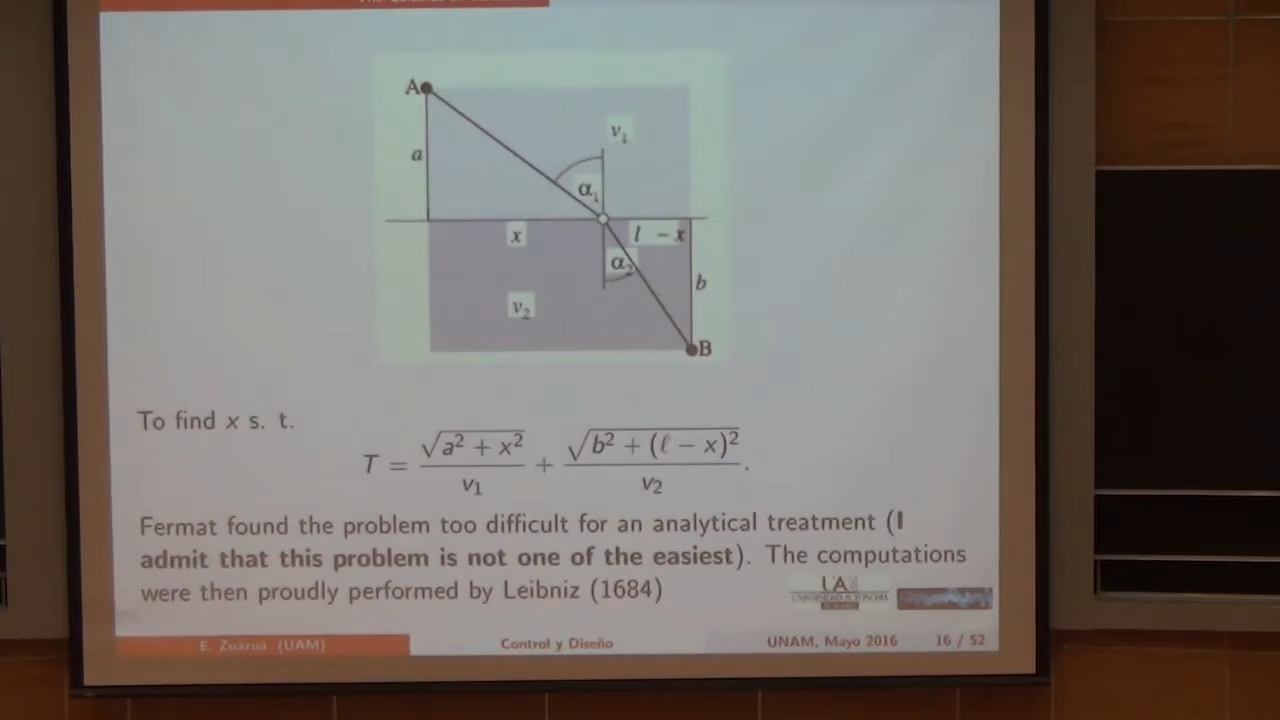 A
v₁
a
α₁
x
l - x
α₂
b
v₂
B
To find x s. t.
T = √(a² + x²) / v₁ + √(b² + (ℓ − x)²) / v₂ .
Fermat found the problem too difficult for an analytical treatment (I
admit that this problem is not one of the easiest). The computations
were then proudly performed by Leibniz (1684)
E. Zuazua (UAM)
Control y Diseño
UNAM, Mayo 2016
16 / 52